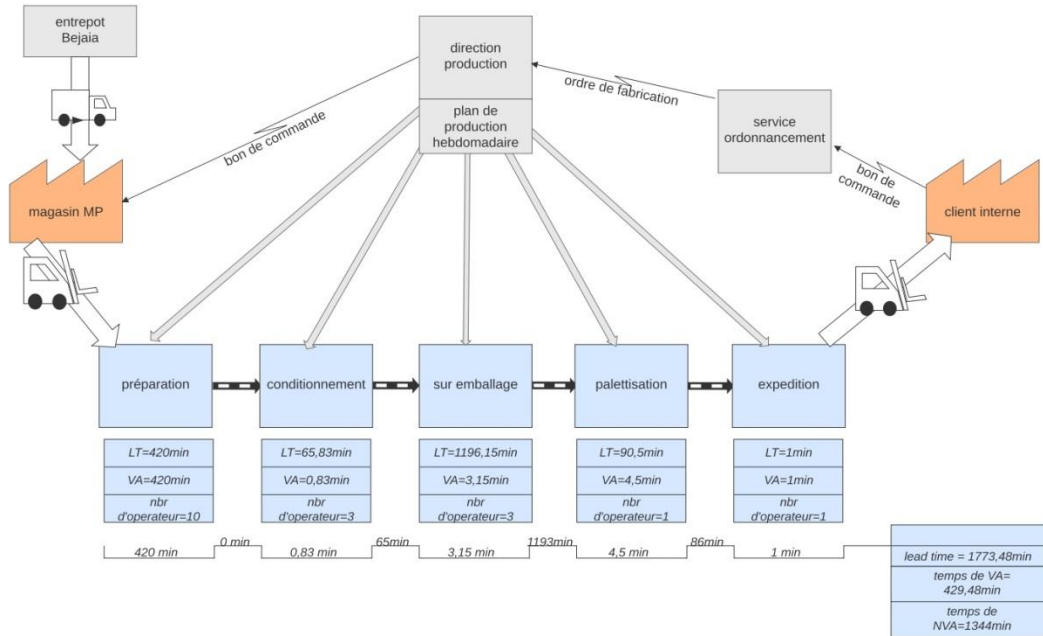 entrepot
Bejaia
direction
production
plan de
production
hebdomadaire
ordre de fabrication
service
ordonnancement
bon de commande
bon de
commande
magasin MP
client interne
préparation
conditionnement
sur emballage
palettisation
expedition
LT=420min
LT=65,83min
LT=1196,15min
LT=90,5min
LT=1min
VA=420min
VA=0,83min
VA=3,15min
VA=4,5min
VA=1min
nbr
d'operateur=10
nbr
d'operateur=3
nbr
d'operateur=3
nbr
d'operateur=1
nbr
d'operateur=1
0 min
65min
1193min
86min
420 min
0,83 min
3,15 min
4,5 min
1 min
lead time = 1773,48min
temps de VA=
429,48min
temps de
NVA=1344min